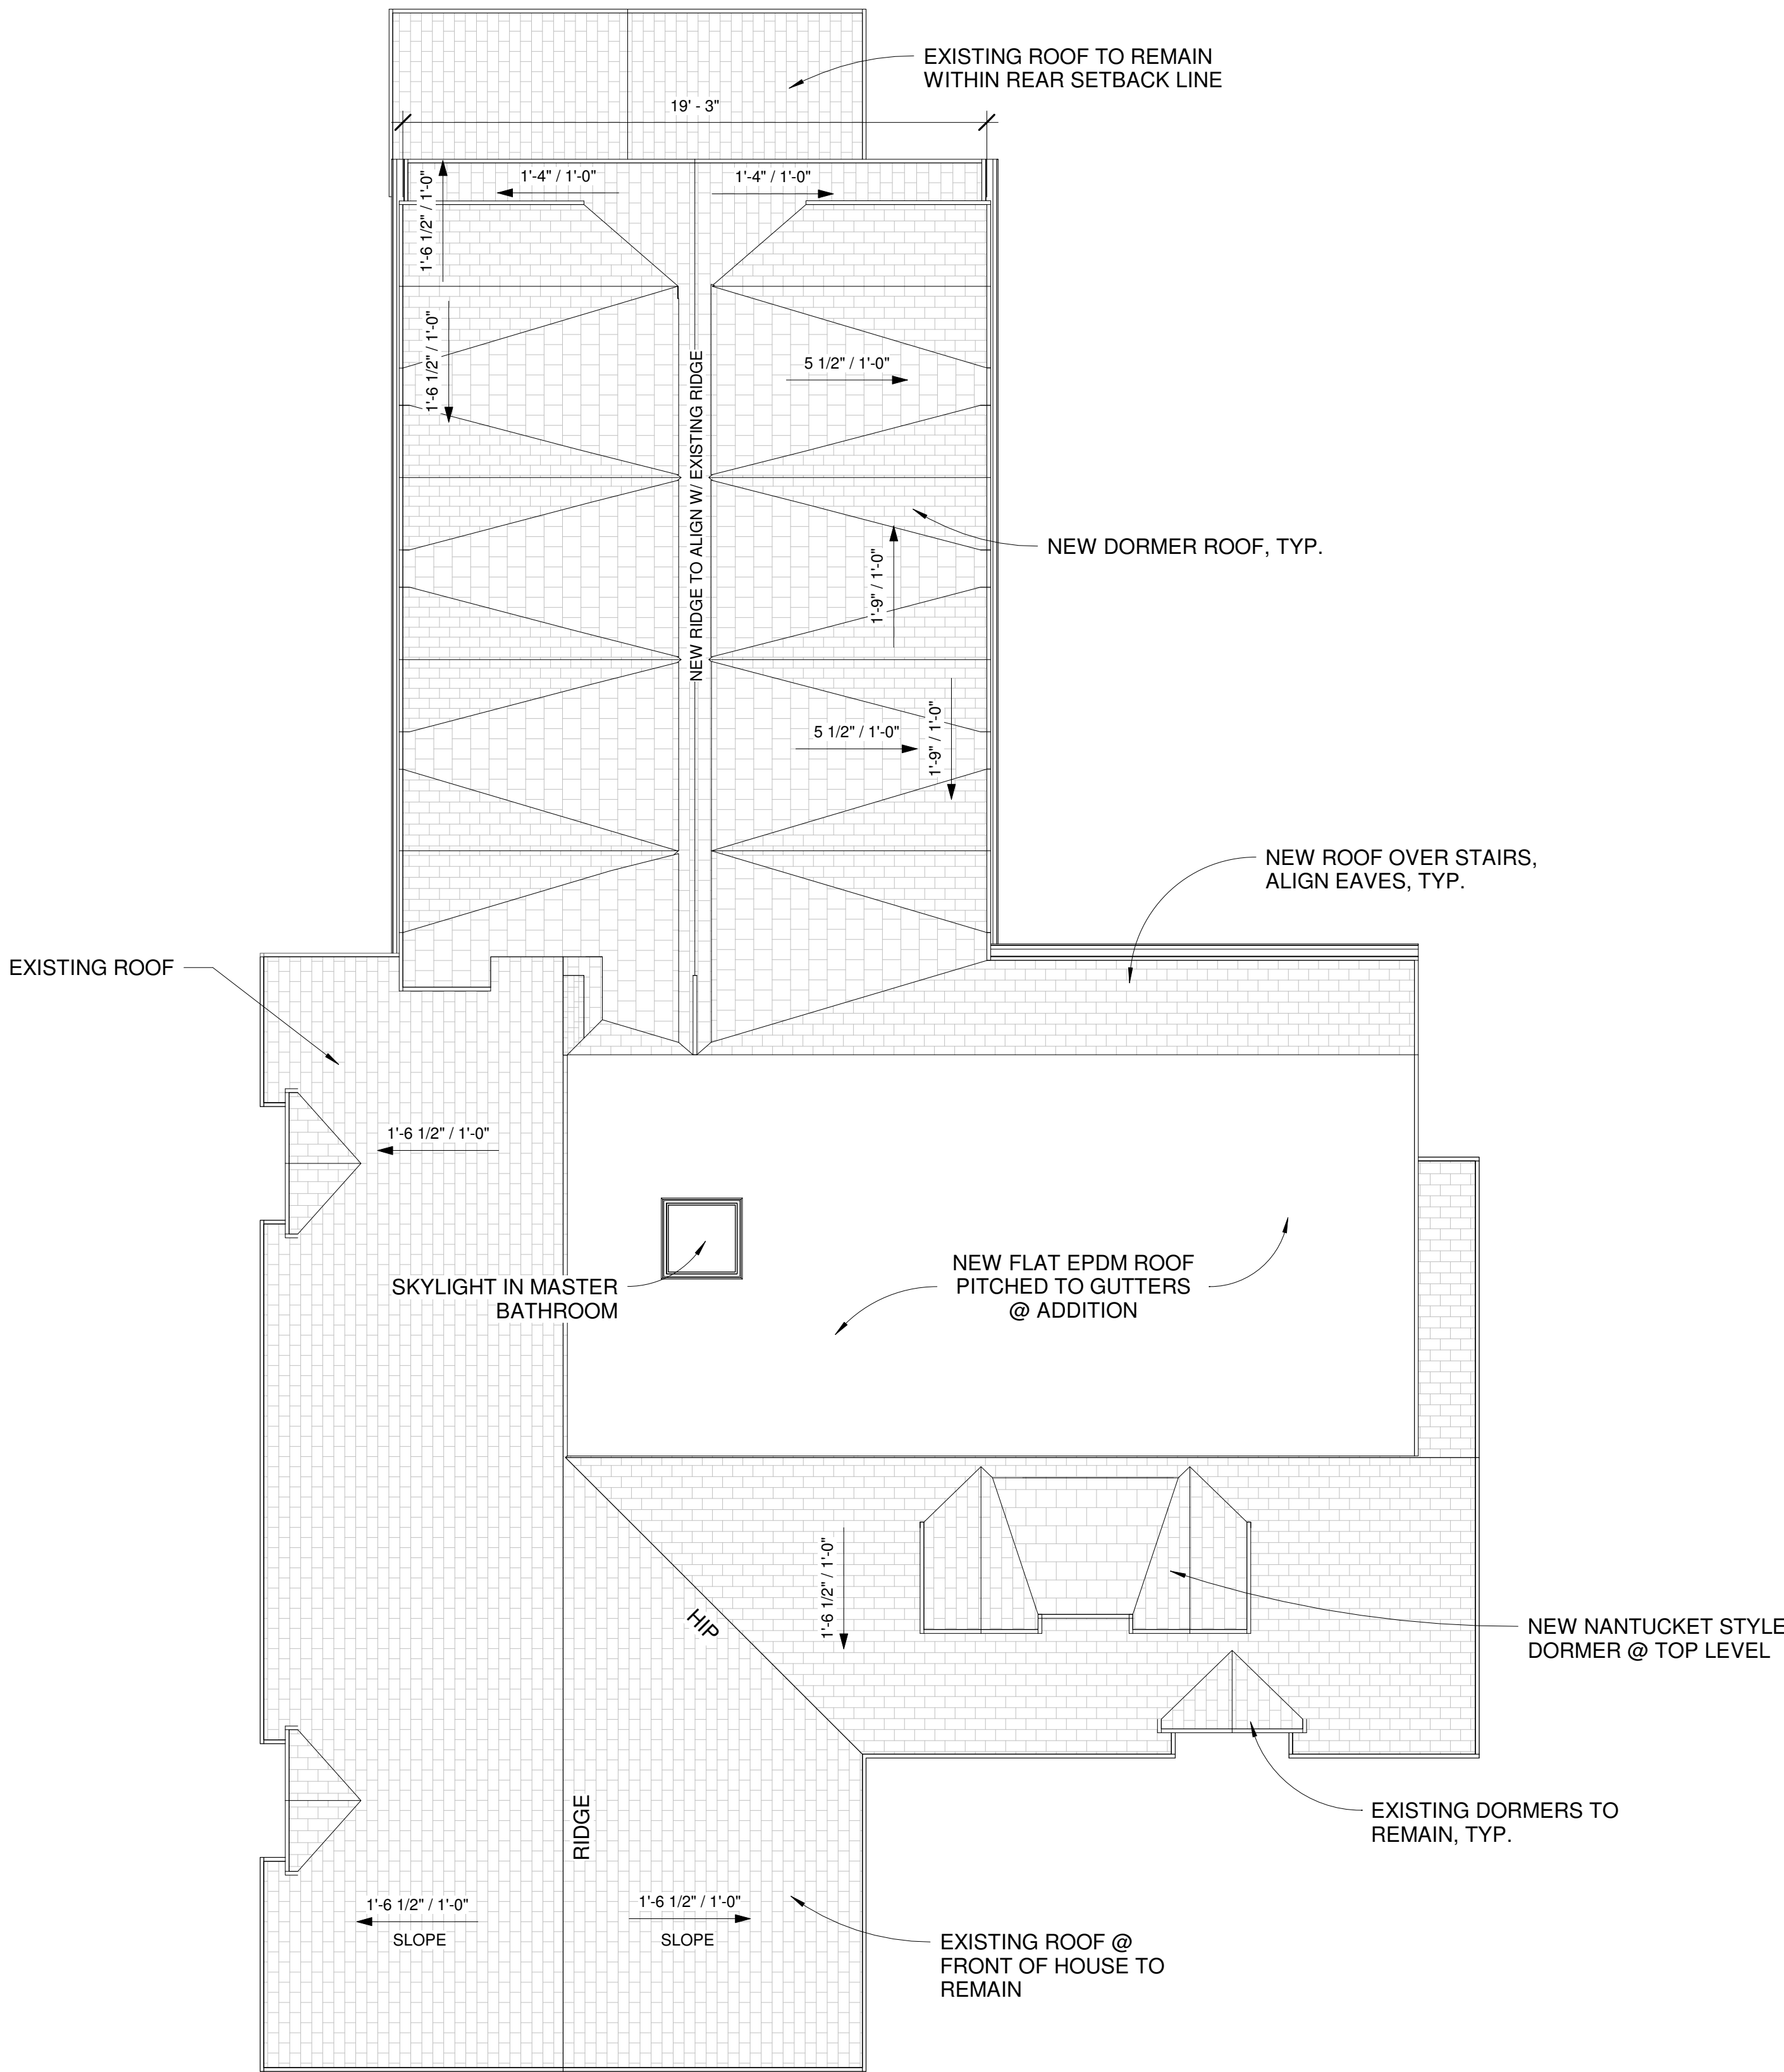 EXISTING ROOF TO REMAIN
WITHIN REAR SETBACK LINE
19' - 3"
1'-4" / 1'-0"
1'-4" / 1'-0"
1'-6 1/2" / 1'-0"
1'-6 1/2" / 1'-0"
5 1/2" / 1'-0"
NEW RIDGE TO ALIGN W/ EXISTING RIDGE
NEW DORMER ROOF, TYP.
1'-9" / 1'-0"
5 1/2" / 1'-0"
1'-9" / 1'-0"
NEW ROOF OVER STAIRS,
ALIGN EAVES, TYP.
EXISTING ROOF
1'-6 1/2" / 1'-0"
SKYLIGHT IN MASTER
BATHROOM
NEW FLAT EPDM ROOF
PITCHED TO GUTTERS
@ ADDITION
1'-6 1/2" / 1'-0"
HIP
NEW NANTUCKET STYLE
DORMER @ TOP LEVEL
EXISTING DORMERS TO
REMAIN, TYP.
RIDGE
1'-6 1/2" / 1'-0"
SLOPE
1'-6 1/2" / 1'-0"
SLOPE
EXISTING ROOF @
FRONT OF HOUSE TO
REMAIN